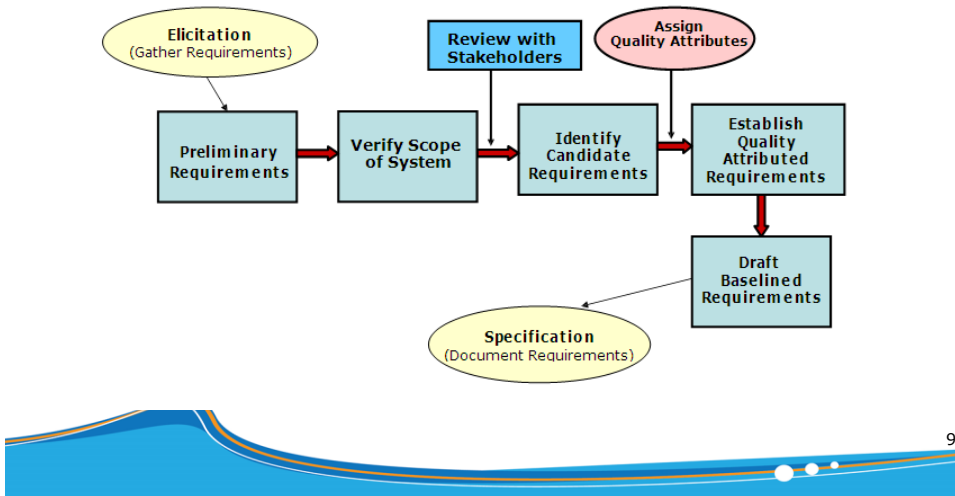 Elicitation
(Gather Requirements)
Review with
Stakeholders
Assign
Quality Attributes
Preliminary
Requirements
Verify Scope
of System
Identify
Candidate
Requirements
Establish
Quality
Attributed
Requirements
Draft
Baselined
Requirements
Specification
(Document Requirements)
9